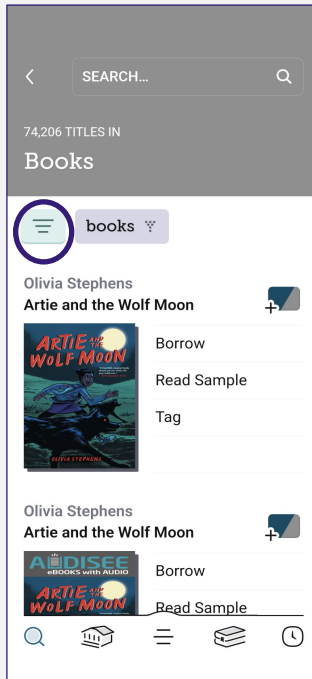 SEARCH...
74,206 TITLES IN
Books
books
Olivia Stephens
Artie and the Wolf Moon
ARTIE AND THE
WOLF MOON
OLIVIA STEPHENS
Borrow
Read Sample
Tag
Olivia Stephens
Artie and the Wolf Moon
AUDISEE
eBOOKS with AUDIO
ARTIE AND THE
WOLF MOON
Borrow
Read Sample